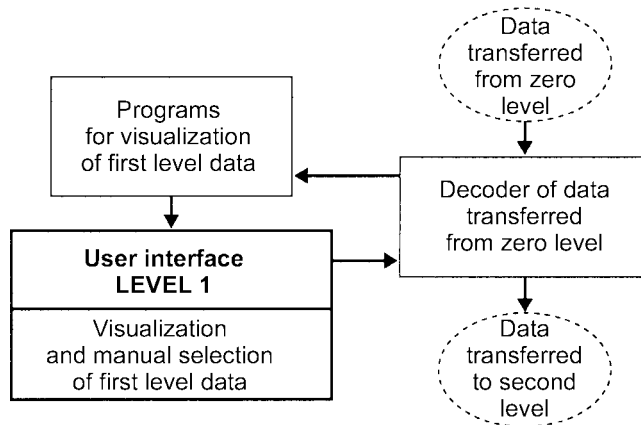 Data
transferred
from zero
level
Programs
for visualization
of first level data
Decoder of data
transferred
from zero level
User interface
LEVEL 1
Visualization
and manual selection
of first level data
Data
transferred
to second
level